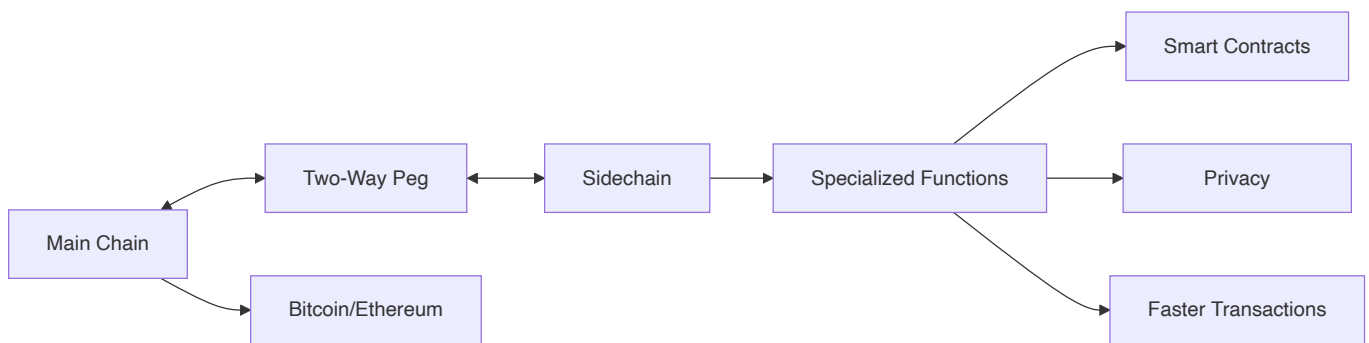 Main Chain
Two-Way Peg
Bitcoin/Ethereum
Sidechain
Specialized Functions
Smart Contracts
Privacy
Faster Transactions